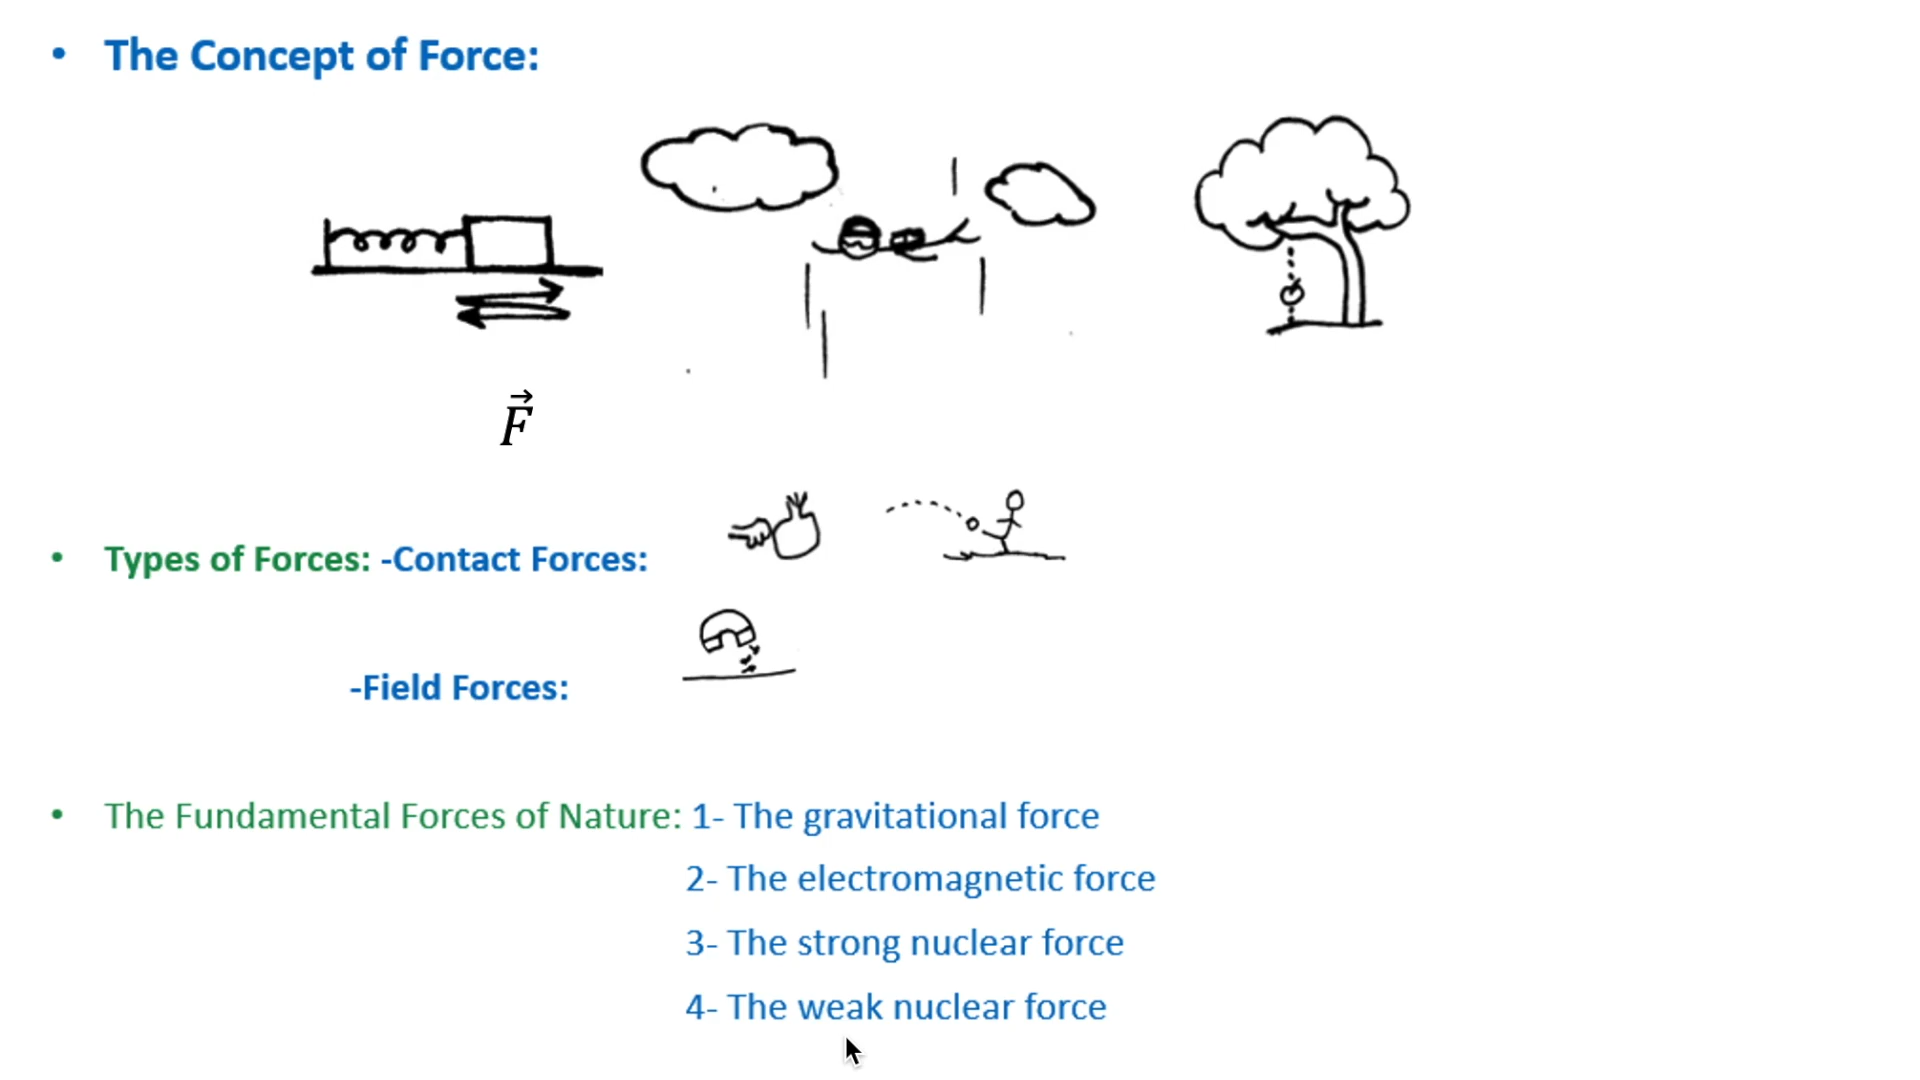 • The Concept of Force:
$\vec{F}$
• Types of Forces: -Contact Forces:
-Field Forces:
• The Fundamental Forces of Nature: 1- The gravitational force
2- The electromagnetic force
3- The strong nuclear force
4- The weak nuclear force